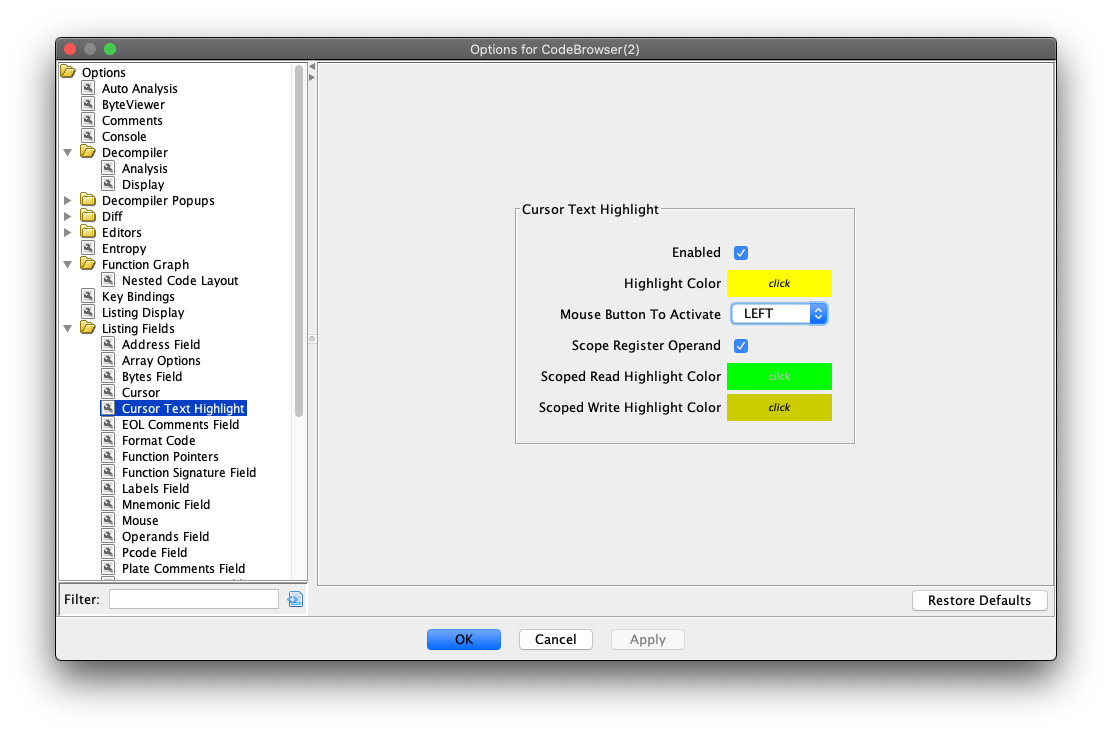 Options for CodeBrowser(2)
Options
Auto Analysis
ByteViewer
Comments
Console
Decompiler
Analysis
Display
Decompiler Popups
Diff
Editors
Entropy
Function Graph
Nested Code Layout
Key Bindings
Listing Display
Listing Fields
Address Field
Array Options
Bytes Field
Cursor
Cursor Text Highlight
EOL Comments Field
Format Code
Function Pointers
Function Signature Field
Labels Field
Mnemonic Field
Mouse
Operands Field
Pcode Field
Plate Comments Field
Filter:
Cursor Text Highlight
Enabled
Highlight Color click
Mouse Button To Activate LEFT
Scope Register Operand
Scoped Read Highlight Color click
Scoped Write Highlight Color click
Restore Defaults
OK Cancel Apply